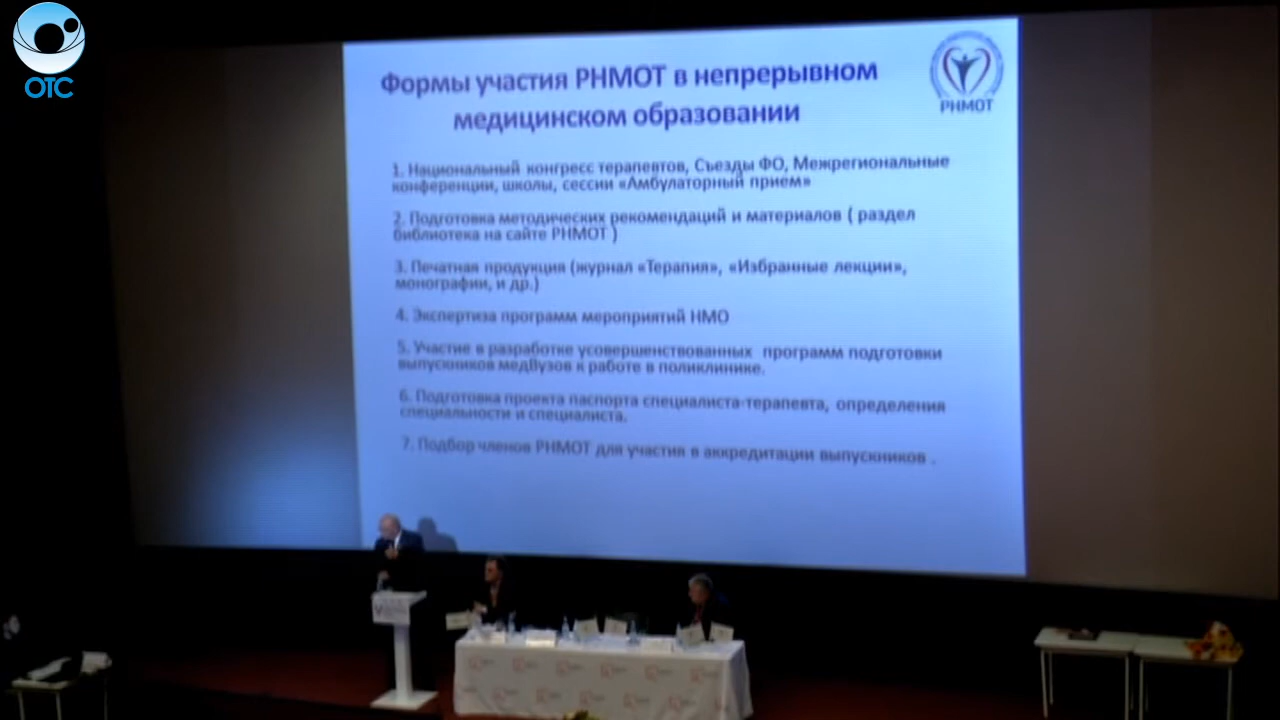 ОТС
Формы участия РНМОТ в непрерывном
медицинском образовании
РНМОТ
1. Национальный конгресс терапевтов, Съезды ФО, Межрегиональные
конференции, школы, сессии «Амбулаторный прием»
2. Подготовка методических рекомендаций и материалов ( раздел
библиотека на сайте РНМОТ )
3. Печатная продукция (журнал «Терапия», «Избранные лекции»,
монографии, и др.)
4. Экспертиза программ мероприятий НМО
5. Участие в разработке усовершенствованных программ подготовки
выпускников медВузов к работе в поликлинике.
6. Подготовка проекта паспорта специалиста-терапевта, определения
специальности и специалиста.
7. Подбор членов РНМОТ для участия в аккредитации выпускников .